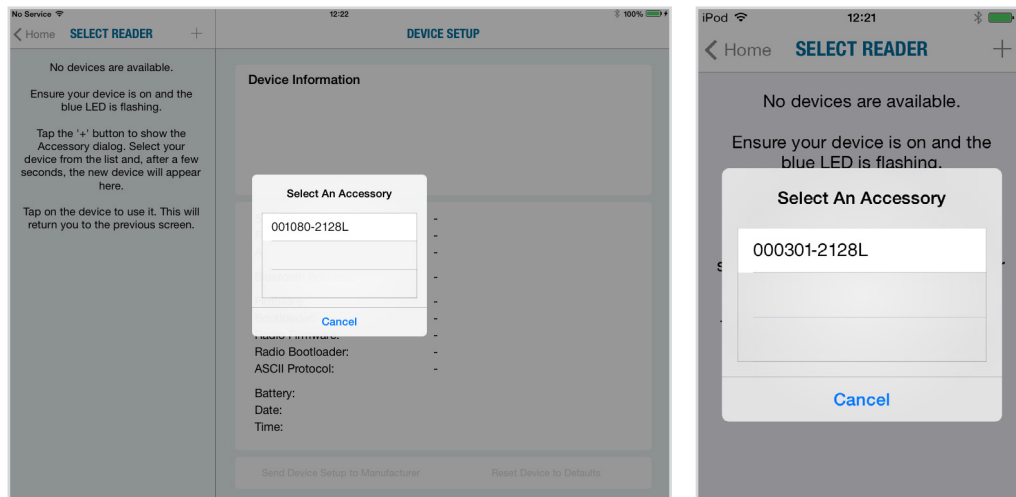 No Service 12:22 100%
Home SELECT READER + DEVICE SETUP
No devices are available.
Ensure your device is on and the
blue LED is flashing.
Tap the '+' button to show the
Accessory dialog. Select your
device from the list and, after a few
seconds, the new device will appear
here.
Tap on the device to use it. This will
return you to the previous screen.
Device Information
Select An Accessory
001080-2128L
Cancel
-
-
-
-
-
-
Radio Firmware: -
Radio Bootloader: -
ASCII Protocol: -
Battery:
Date:
Time:
Send Device Setup to Manufacturer Reset Device to Defaults
iPod 12:21
Home SELECT READER +
No devices are available.
Ensure your device is on and the
blue LED is flashing.
Select An Accessory
000301-2128L
Cancel